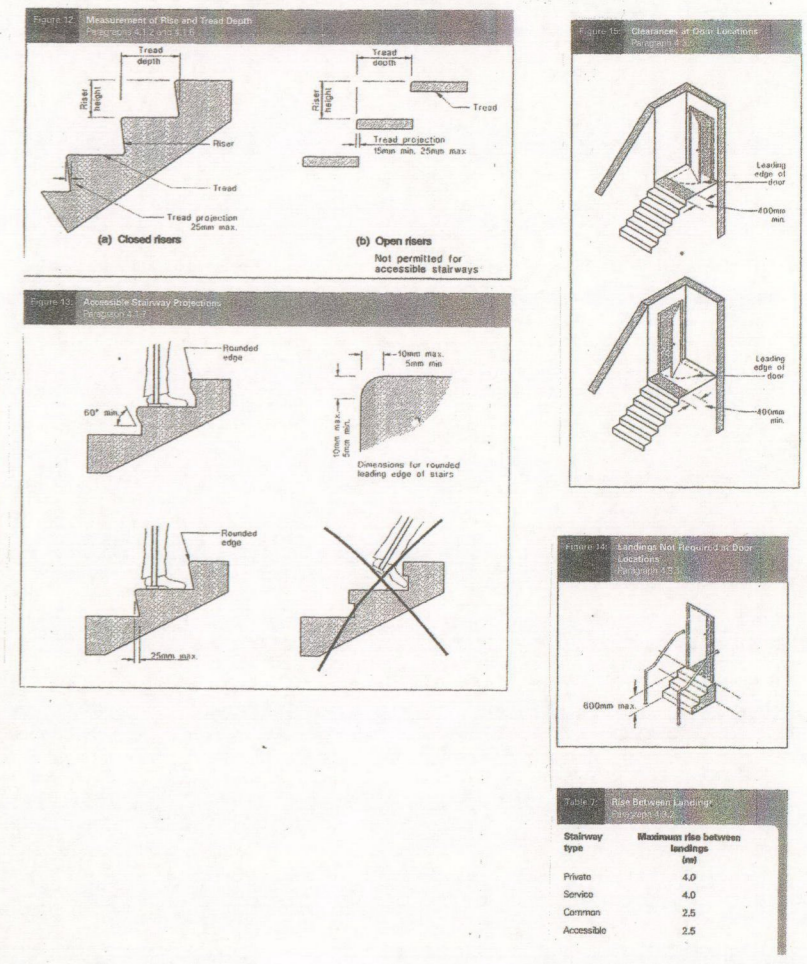 Figure 12: Measurement of Rise and Tread Depth
Paragraphs 4.1.2 and 4.1.6
Tread
depth
Riser
height
Riser
Tread
Tread projection
25mm max.
(a) Closed risers
Tread
depth
Riser
height
Tread
Tread projection
15mm min. 25mm max
(b) Open risers
Not permitted for
accessible stairways
Figure 13: Accessible Stairway Projections
Paragraph 4.1.7
Rounded
edge
60° min.
10mm max.
5mm min
10mm max.
5mm min.
Dimensions for rounded
leading edge of stairs
Rounded
edge
25mm max.
Figure 15: Clearances at Door Locations
Paragraph
Leading
edge of
door
400mm
min.
Leading
edge of
door
400mm
min.
Figure 14: Landings Not Required at Door
Locations
Paragraph
600mm max.
Table 7: Rise Between Landings
Paragraph
Stairway
type
Maximum rise between
landings
(m)
Private 4.0
Service 4.0
Common 2.5
Accessible 2.5